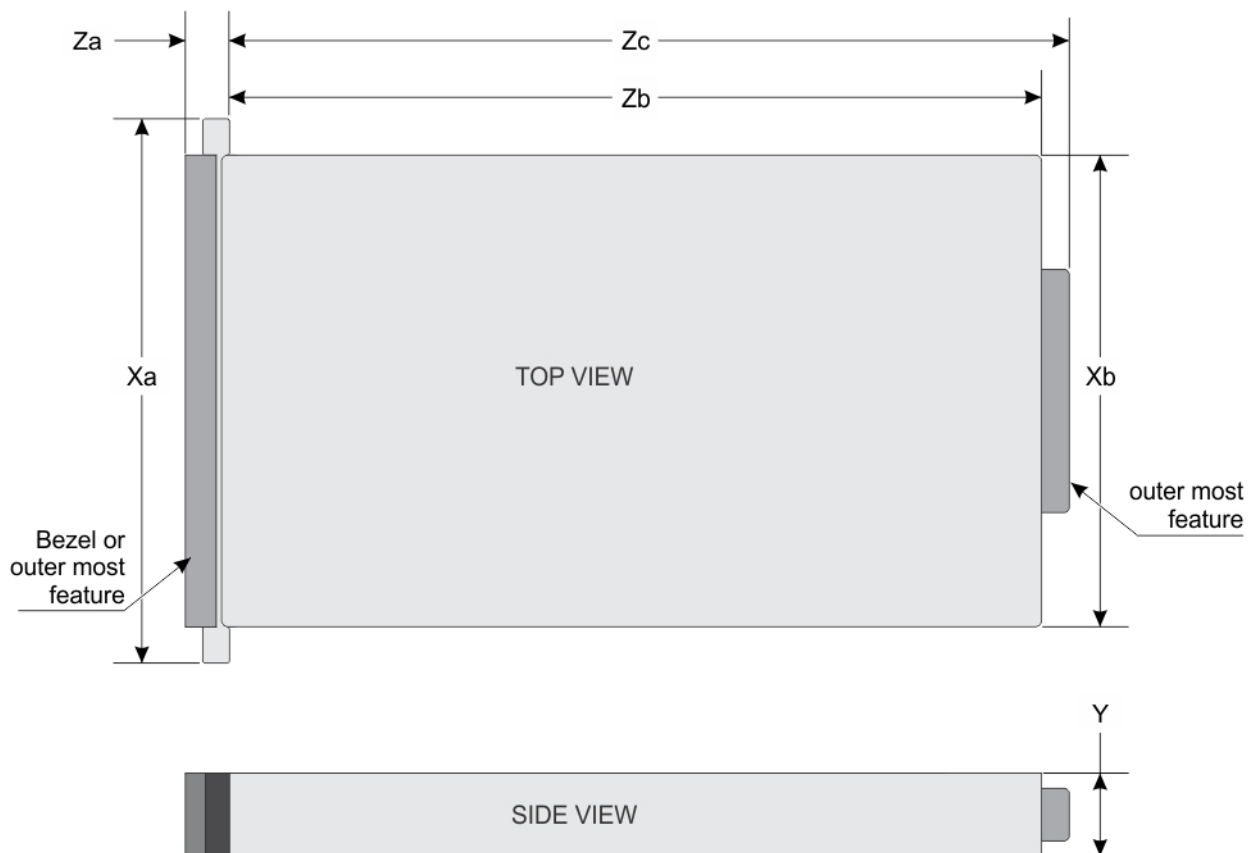 Za
Zc
Zb
Xa
TOP VIEW
Xb
outer most
feature
Bezel or
outer most
feature
Y
SIDE VIEW